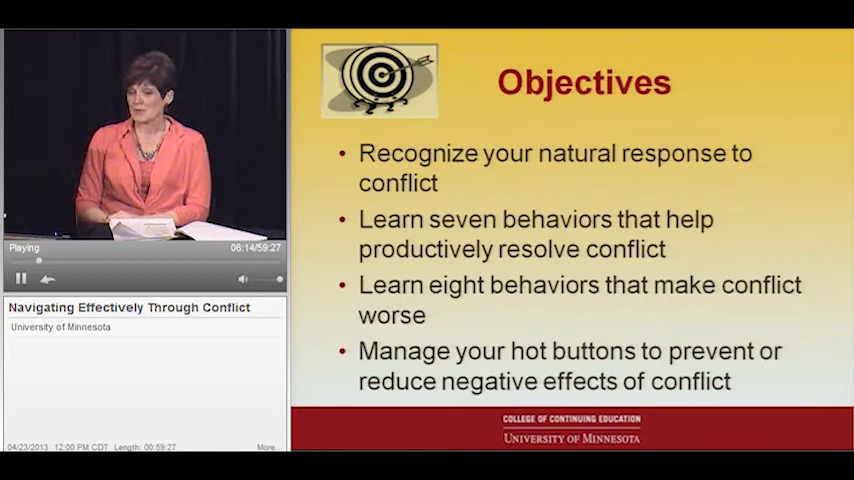 Objectives
• Recognize your natural response to
conflict
• Learn seven behaviors that help
productively resolve conflict
• Learn eight behaviors that make conflict
worse
• Manage your hot buttons to prevent or
reduce negative effects of conflict
COLLEGE OF CONTINUING EDUCATION
UNIVERSITY OF MINNESOTA
Playing
06:14/59:27
Navigating Effectively Through Conflict
University of Minnesota
04/23/2013 12:00 PM CDT Length: 00:59:27
More...